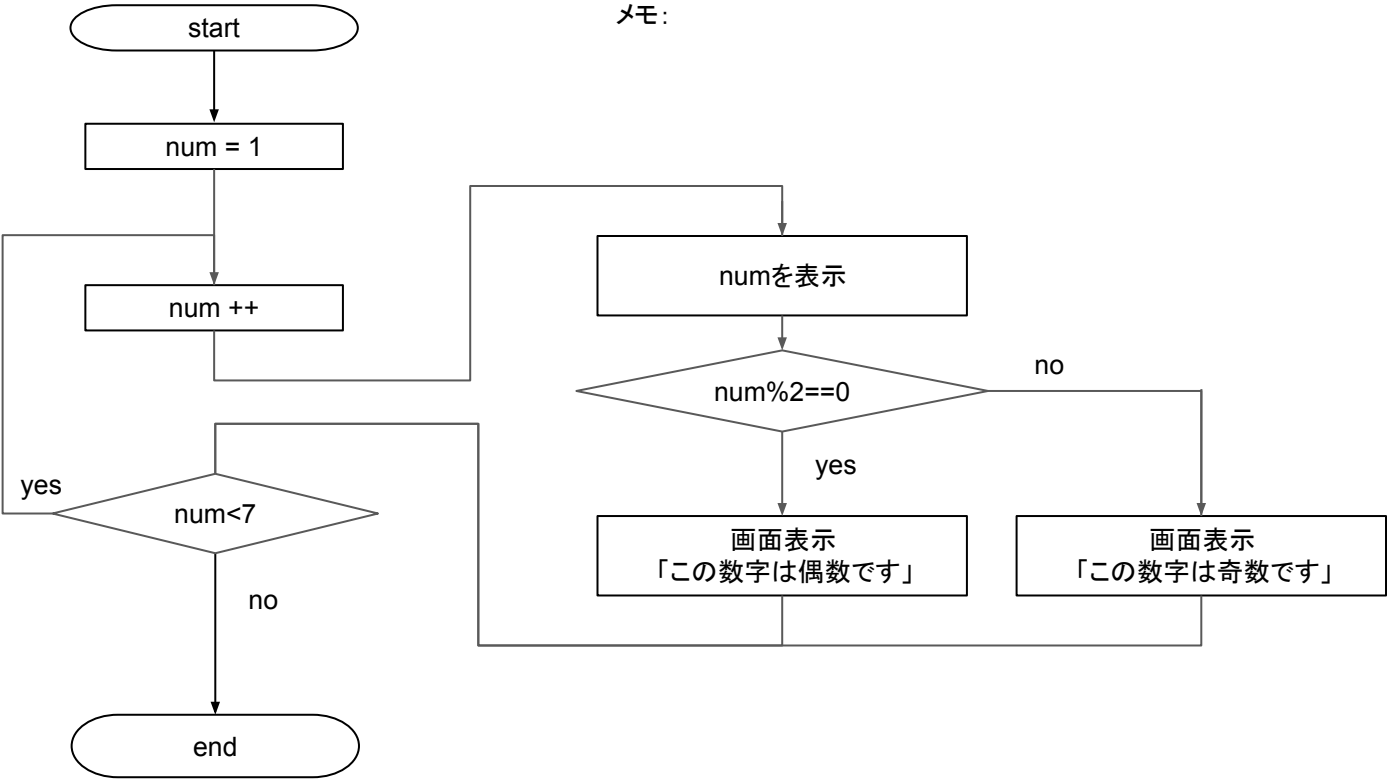 start
メモ:
num = 1
num ++
numを表示
num%2==0
no
yes
画面表示
「この数字は偶数です」
画面表示
「この数字は奇数です」
yes
num<7
no
end